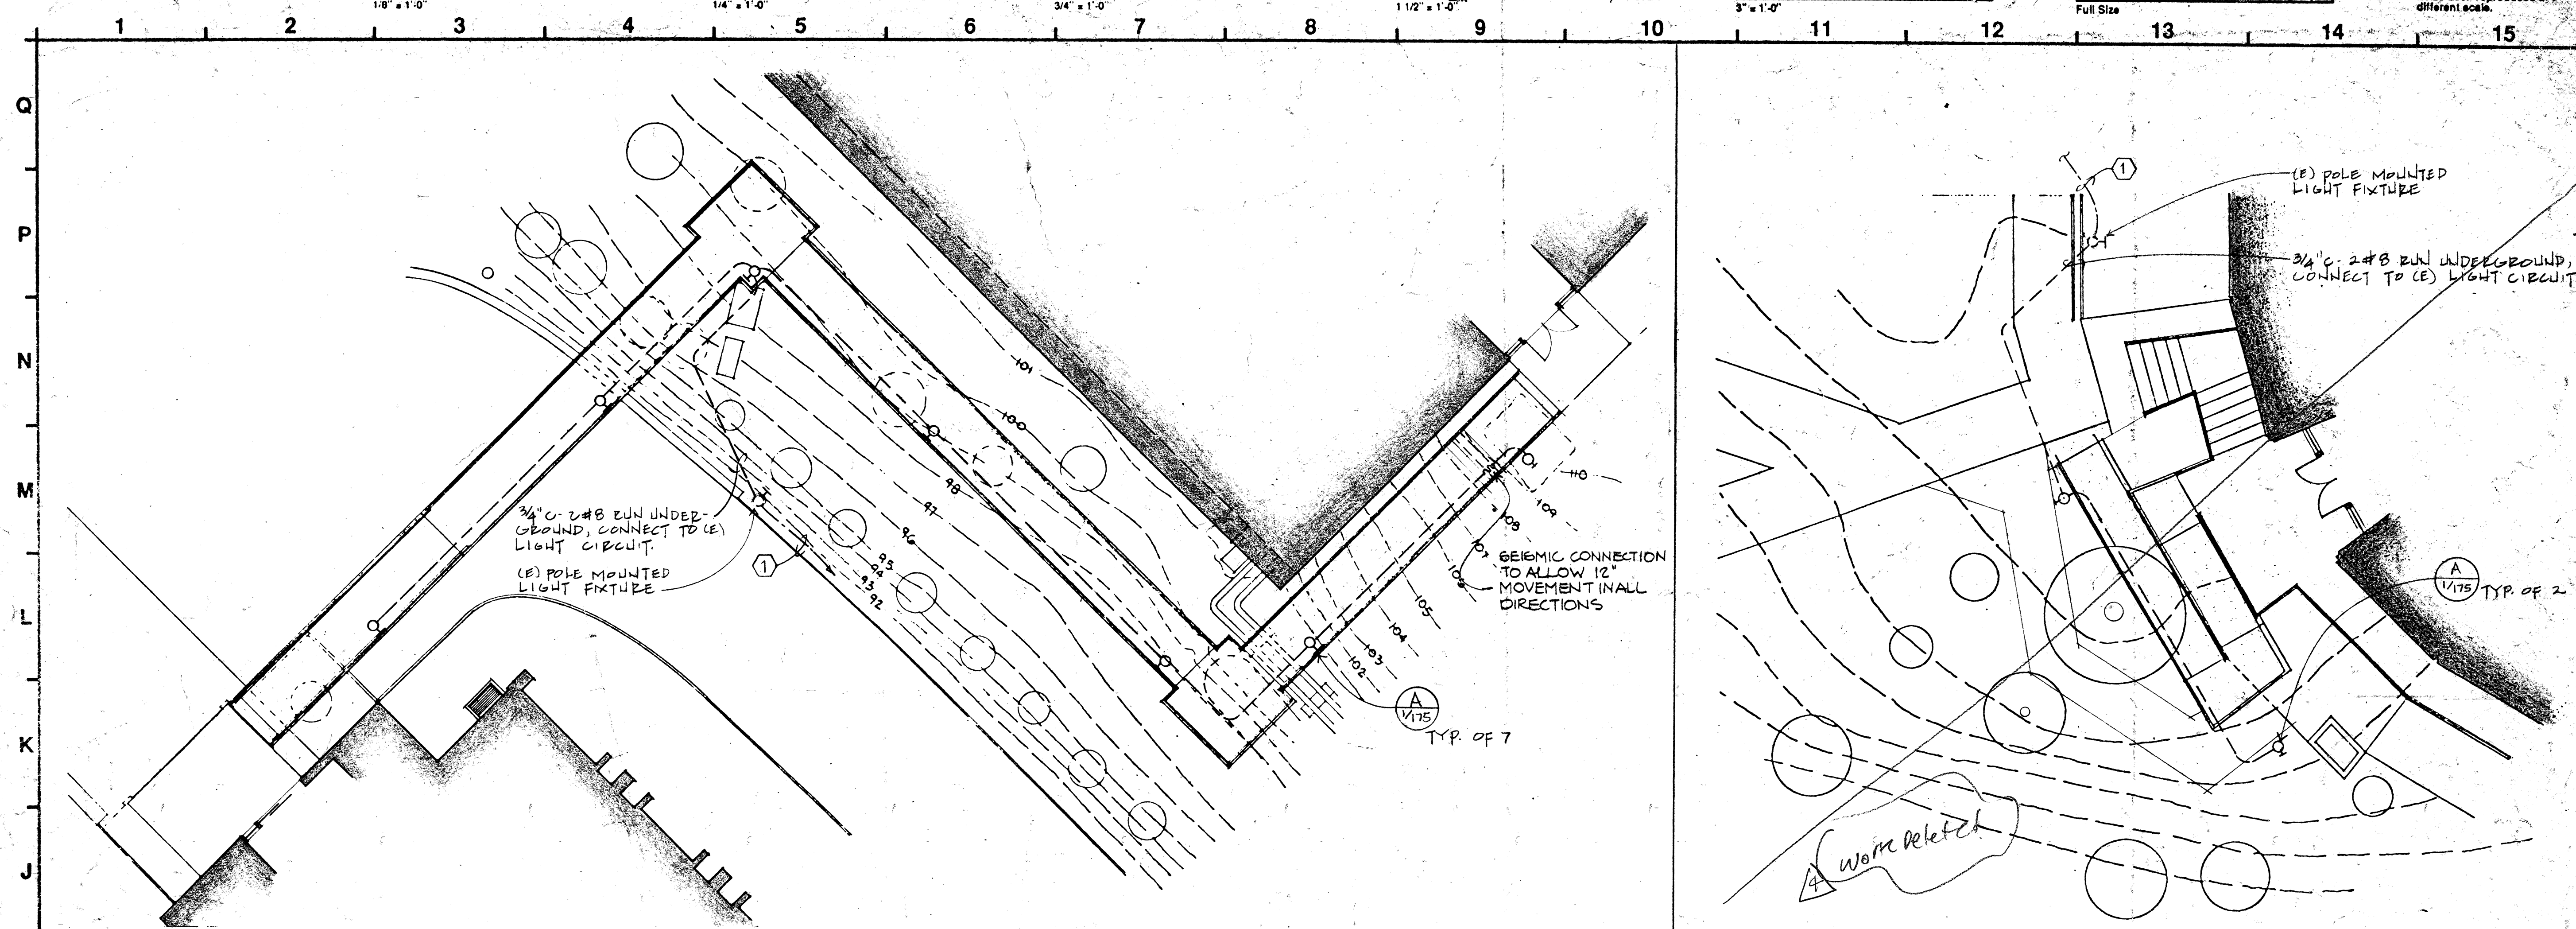 1/8" = 1'-0"
1/4" = 1'-0"
3/4" = 1'-0"
1 1/2" = 1'-0"
3" = 1'-0"
Full Size
different scale.
1 2 3 4 5 6 7 8 9 10 11 12 13 14 15
Q
P
N
M
L
K
J
3/4"C- 2#8 RUN UNDER-
GROUND, CONNECT TO (E)
LIGHT CIRCUIT.
(E) POLE MOUNTED
LIGHT FIXTURE
1
101
100
98
97
96
95
94
93
92
110
109
108
107
106
105
104
103
102
SEISMIC CONNECTION
TO ALLOW 12"
MOVEMENT IN ALL
DIRECTIONS
A
1/175
TYP. OF 7
1
(E) POLE MOUNTED
LIGHT FIXTURE
3/4"C- 2#8 RUN UNDERGROUND,
CONNECT TO (E) LIGHT CIRCUIT
A
1/175
TYP. OF 2
4
Work Deleted